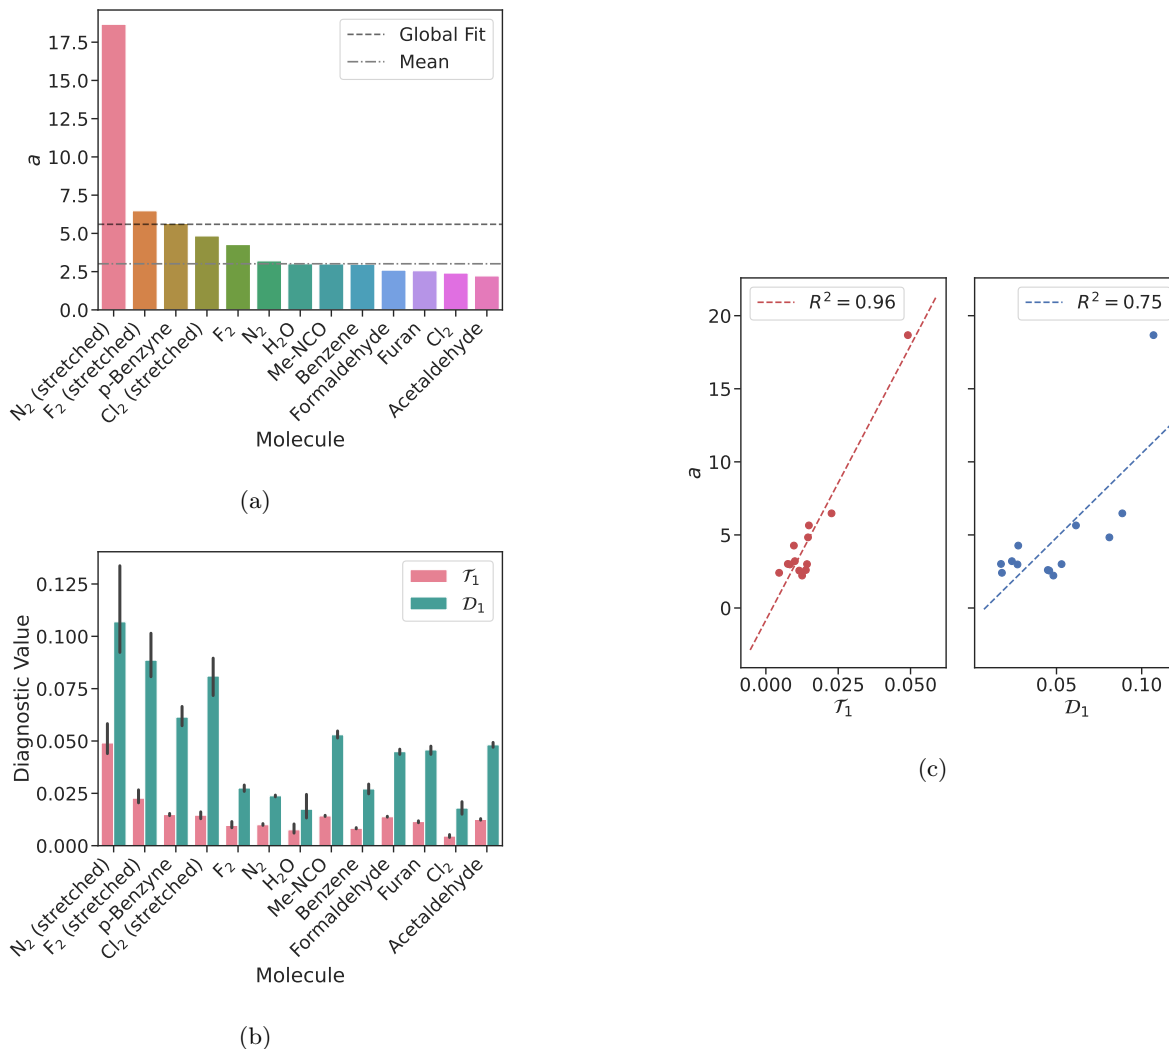 17.5
15.0
12.5
10.0
7.5
5.0
2.5
0.0
a
Global Fit
Mean
N₂ (stretched)
F₂ (stretched)
p-Benzyne
Cl₂ (stretched)
F₂
N₂
H₂O
Me-NCO
Benzene
Formaldehyde
Furan
Cl₂
Acetaldehyde
Molecule
(a)
0.125
0.100
0.075
0.050
0.025
0.000
Diagnostic Value
𝒯₁
𝒟₁
N₂ (stretched)
F₂ (stretched)
p-Benzyne
Cl₂ (stretched)
F₂
N₂
H₂O
Me-NCO
Benzene
Formaldehyde
Furan
Cl₂
Acetaldehyde
Molecule
(b)
R² = 0.96
R² = 0.75
20
15
10
5
0
a
0.000 0.025 0.050
𝒯₁
0.05 0.10
𝒟₁
(c)